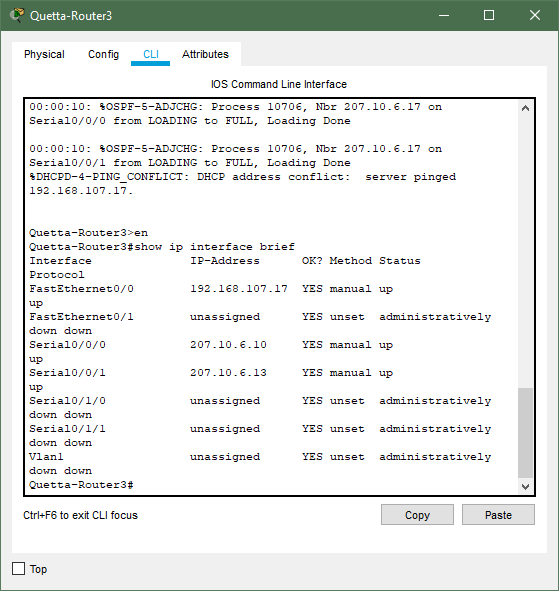 Quetta-Router3
Physical Config CLI Attributes
IOS Command Line Interface
00:00:10: %OSPF-5-ADJCHG: Process 10706, Nbr 207.10.6.17 on
Serial0/0/0 from LOADING to FULL, Loading Done
00:00:10: %OSPF-5-ADJCHG: Process 10706, Nbr 207.10.6.17 on
Serial0/0/1 from LOADING to FULL, Loading Done
%DHCPD-4-PING_CONFLICT: DHCP address conflict:  server pinged
192.168.107.17.
Quetta-Router3>en
Quetta-Router3#show ip interface brief
Interface              IP-Address      OK? Method Status
Protocol
FastEthernet0/0        192.168.107.17  YES manual up
up
FastEthernet0/1        unassigned      YES unset  administratively
down down
Serial0/0/0            207.10.6.10     YES manual up
up
Serial0/0/1            207.10.6.13     YES manual up
up
Serial0/1/0            unassigned      YES unset  administratively
down down
Serial0/1/1            unassigned      YES unset  administratively
down down
Vlan1                  unassigned      YES unset  administratively
down down
Quetta-Router3#
Ctrl+F6 to exit CLI focus Copy Paste
Top